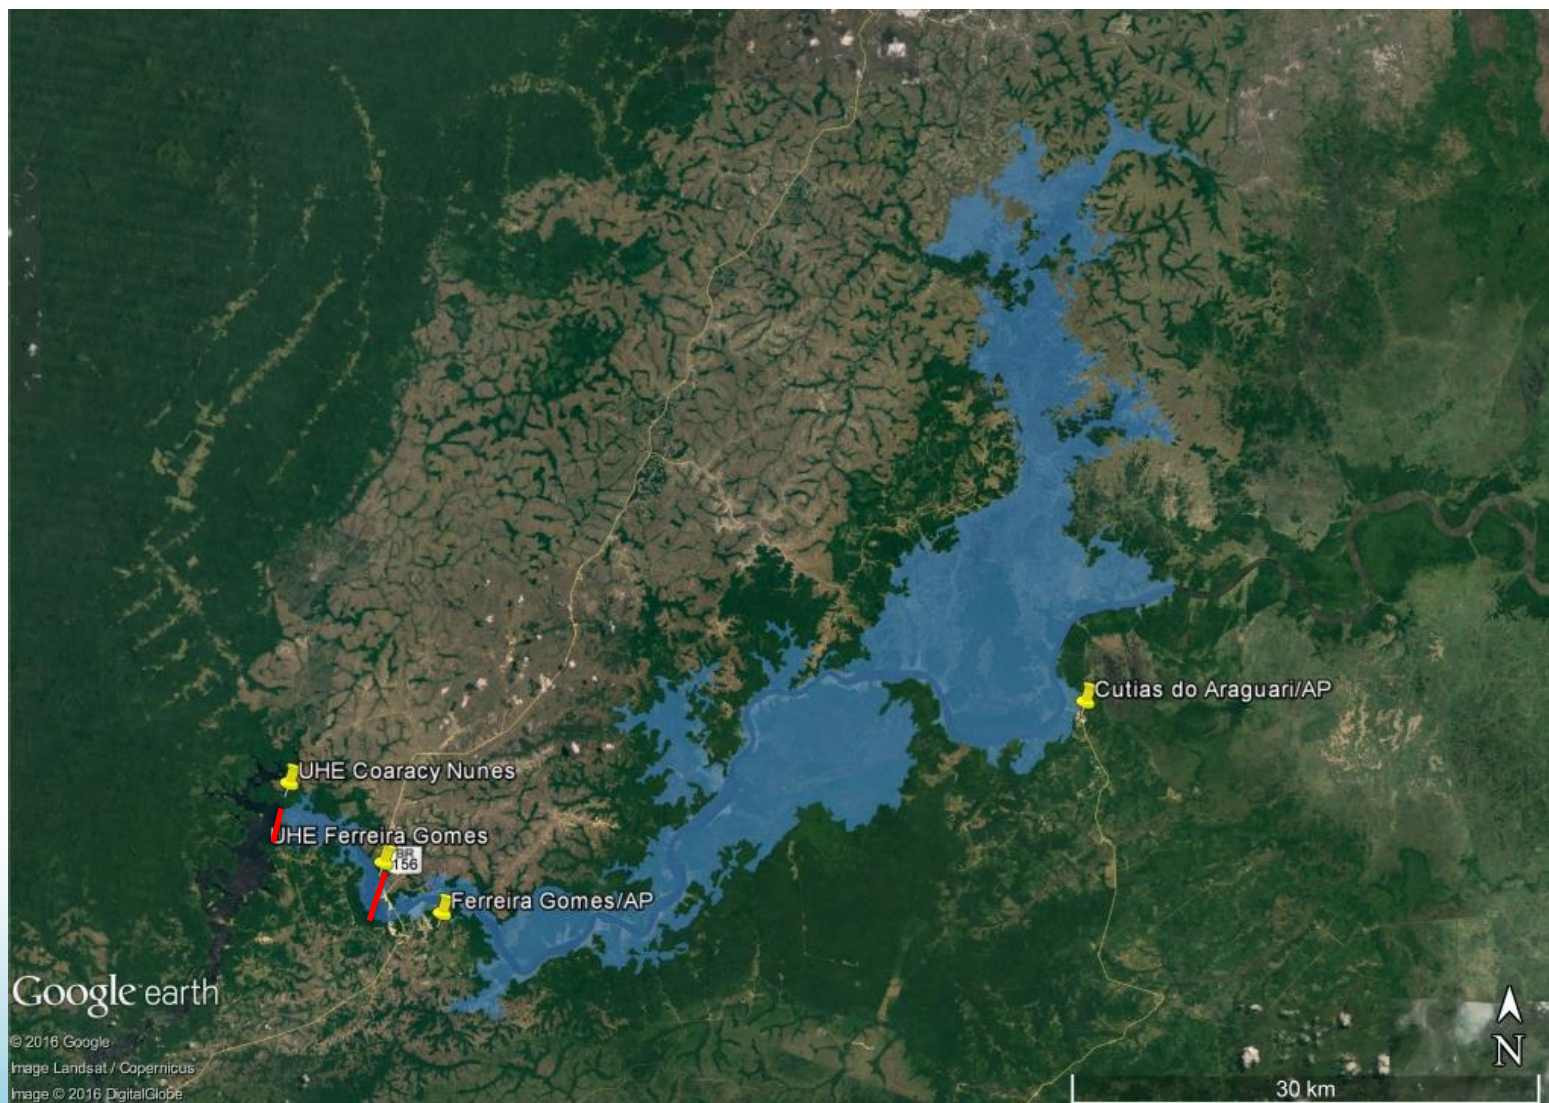 Cutias do Araguari/AP
UHE Coaracy Nunes
UHE Ferreira Gomes
BR
156
Ferreira Gomes/AP
Google earth
© 2016 Google
Image Landsat / Copernicus
Image © 2016 DigitalGlobe
N
30 km